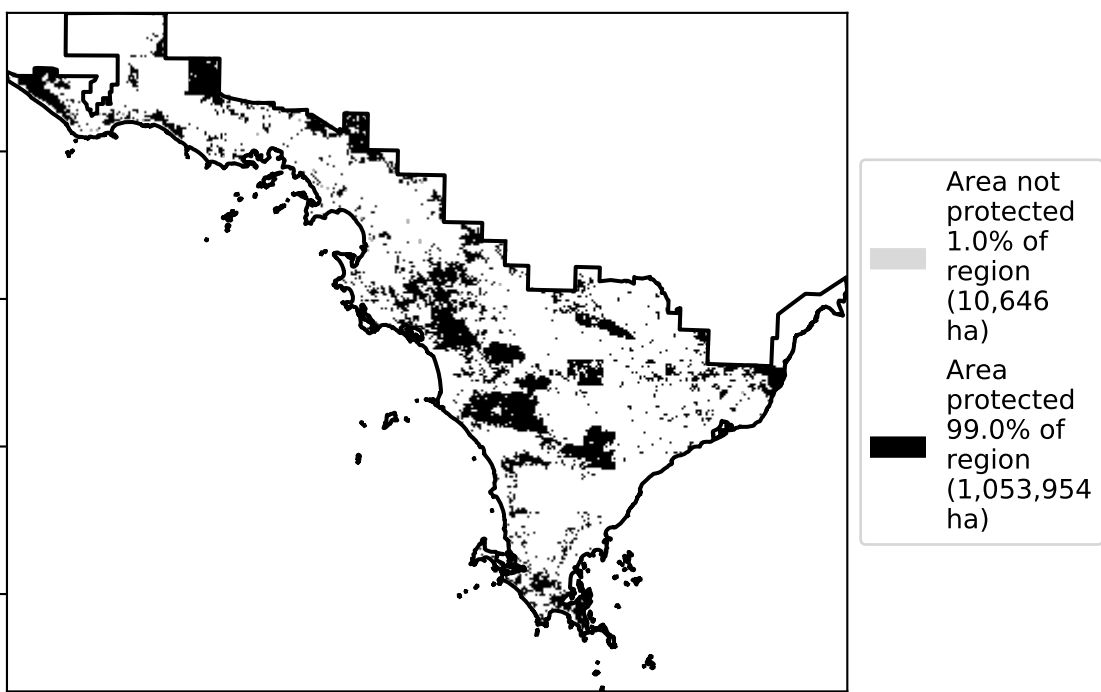 Area not
protected
1.0% of
region
(10,646
ha)
Area
protected
99.0% of
region
(1,053,954
ha)